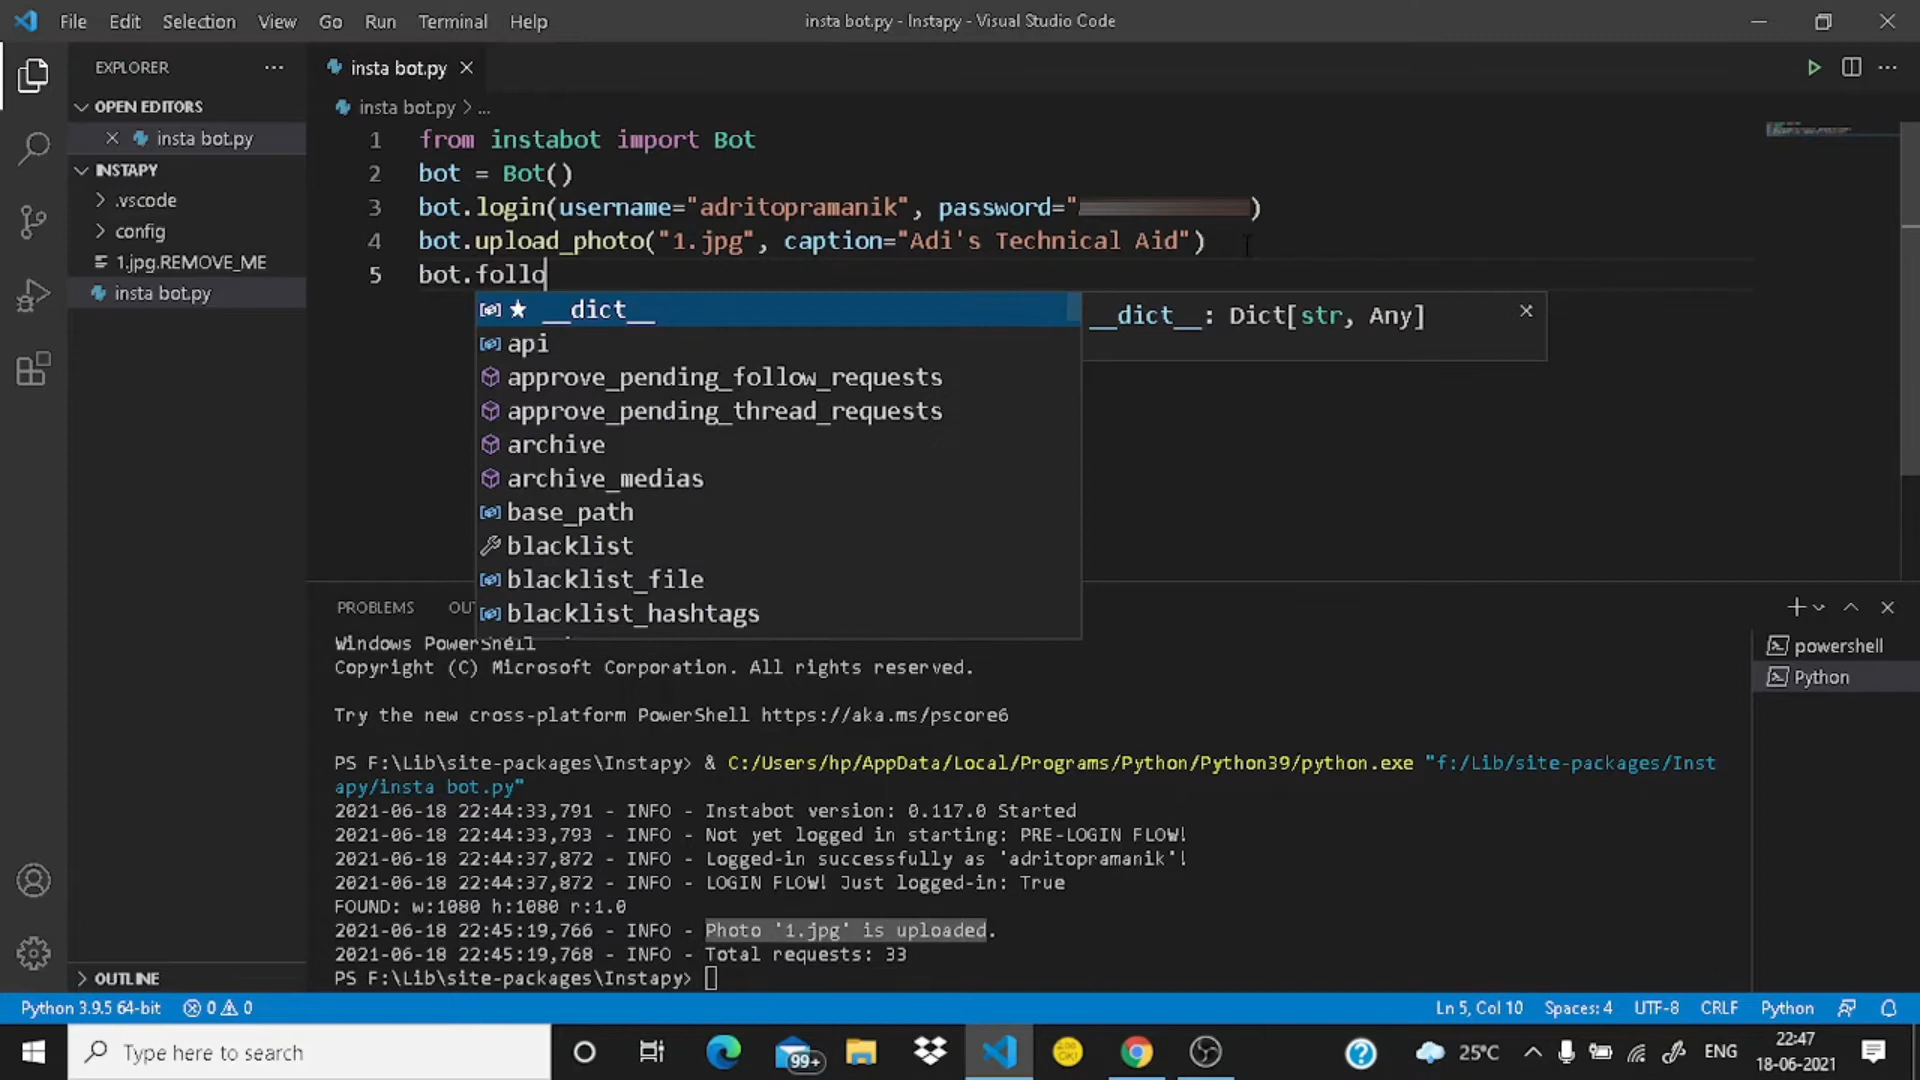 File Edit Selection View Go Run Terminal Help
insta bot.py - Instapy - Visual Studio Code
EXPLORER
OPEN EDITORS
insta bot.py
INSTAPY
.vscode
config
1.jpg.REMOVE_ME
insta bot.py
OUTLINE
insta bot.py
insta bot.py > ...
1 from instabot import Bot
2 bot = Bot()
3 bot.login(username="adritopramanik", password=" )
4 bot.upload_photo("1.jpg", caption="Adi's Technical Aid")
5 bot.follo
★ __dict__
api
approve_pending_follow_requests
approve_pending_thread_requests
archive
archive_medias
base_path
blacklist
blacklist_file
blacklist_hashtags
__dict__: Dict[str, Any]
PROBLEMS OU
Windows PowerShell
Copyright (C) Microsoft Corporation. All rights reserved.
Try the new cross-platform PowerShell https://aka.ms/pscore6
PS F:\Lib\site-packages\Instapy> & C:/Users/hp/AppData/Local/Programs/Python/Python39/python.exe "f:/Lib/site-packages/Inst
apy/insta bot.py"
2021-06-18 22:44:33,791 - INFO - Instabot version: 0.117.0 Started
2021-06-18 22:44:33,793 - INFO - Not yet logged in starting: PRE-LOGIN FLOW!
2021-06-18 22:44:37,872 - INFO - Logged-in successfully as 'adritopramanik'!
2021-06-18 22:44:37,872 - INFO - LOGIN FLOW! Just logged-in: True
FOUND: w:1080 h:1080 r:1.0
2021-06-18 22:45:19,766 - INFO - Photo '1.jpg' is uploaded.
2021-06-18 22:45:19,768 - INFO - Total requests: 33
PS F:\Lib\site-packages\Instapy>
powershell
Python
Python 3.9.5 64-bit 0 0
Ln 5, Col 10 Spaces: 4 UTF-8 CRLF Python
Type here to search
99+
25°C
ENG
22:47
18-06-2021